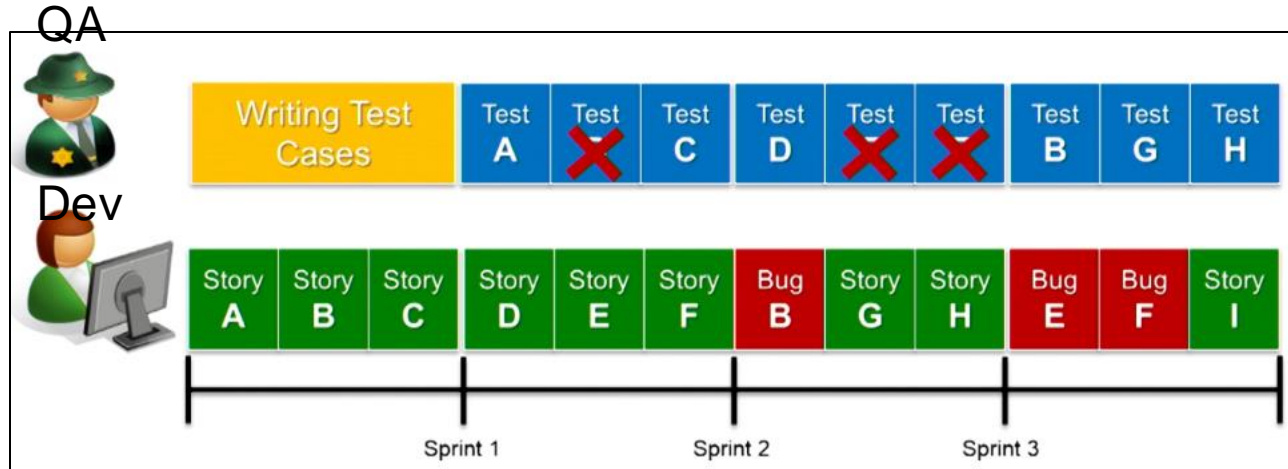 QA
Writing Test
Cases
Test
A
Test
Test
C
Test
D
Test
Test
Test
B
Test
G
Test
H
Dev
Story
A
Story
B
Story
C
Story
D
Story
E
Story
F
Bug
B
Story
G
Story
H
Bug
E
Bug
F
Story
I
Sprint 1
Sprint 2
Sprint 3